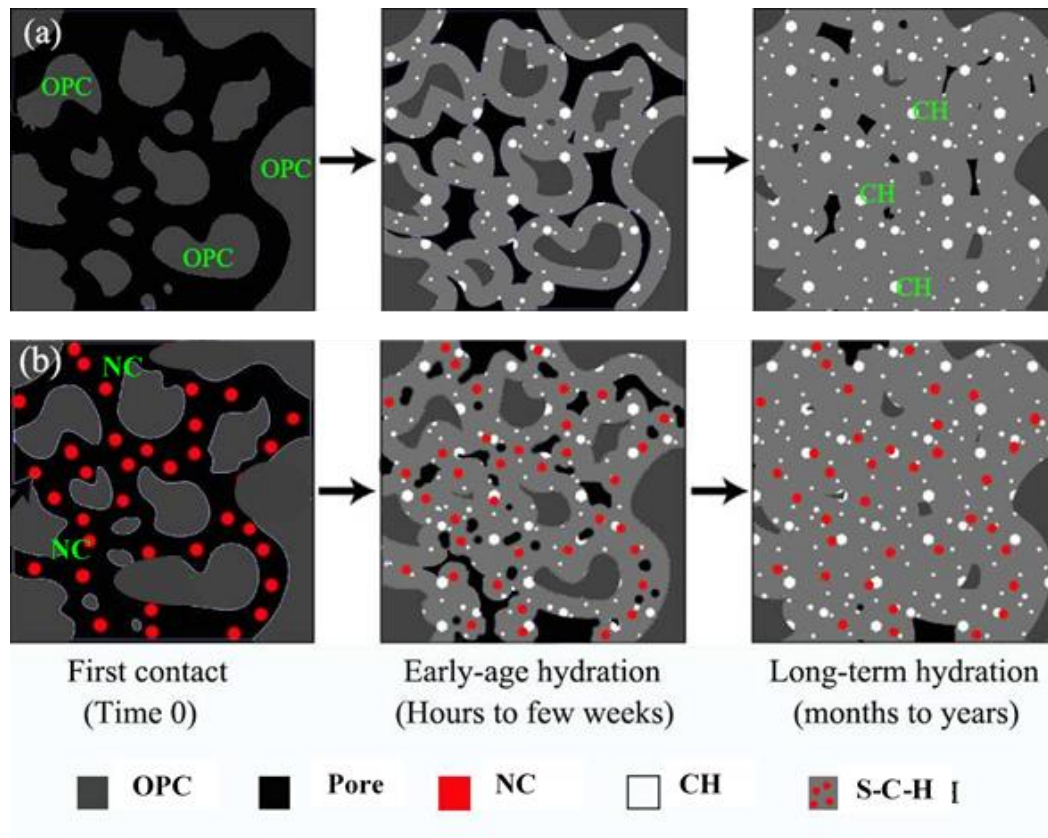 (a)
OPC
OPC
OPC
CH
CH
CH
(b)
NC
NC
First contact
(Time 0)
Early-age hydration
(Hours to few weeks)
Long-term hydration
(months to years)
OPC
Pore
NC
CH
S-C-H